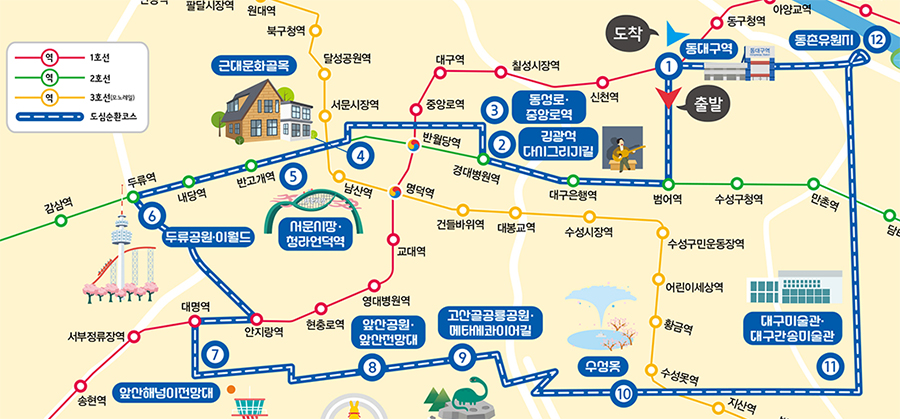 팔달시장역
원대역
북구청역
달성공원역
서문시장역
역 1호선
역 2호선
역 3호선(모노레일)
도심순환코스
근대문화골목
대구역
칠성시장역
중앙로역
신천역
도착
동대구역
동대구역
동구청역
아양교역
동촌유원지
1
12
출발
3
동성로·
중앙로역
2
김광석
다시그리기길
4
반월당역
경대병원역
대구은행역
범어역
수성구청역
만촌역
두류역
내당역
반고개역
감삼역
5
남산역
명덕역
서문시장·
청라언덕역
6
두류공원·이월드
건들바위역
대봉교역
수성시장역
수성구민운동장역
어린이세상역
황금역
수성못역
지산역
교대역
영대병원역
현충로역
안지랑역
대명역
서부정류장역
송현역
7
앞산해넘이전망대
앞산공원·
앞산전망대
8
고산골공룡공원·
메타세콰이어길
9
수성못
10
대구미술관·
대구간송미술관
11